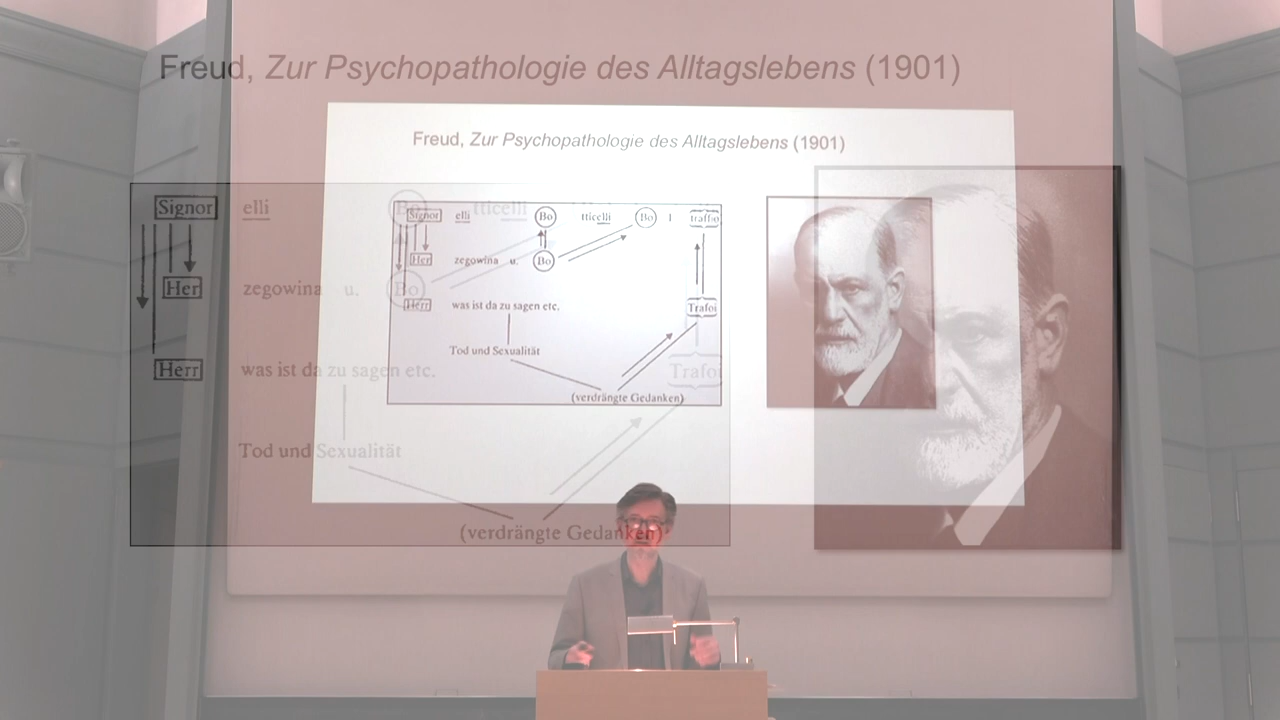 Freud, Zur Psychopathologie des Alltagslebens (1901)
Freud, Zur Psychopathologie des Alltagslebens (1901)
Signor elli Bo tticelli Bo l traffio
Her zegowina u. Bo
Herr was ist da zu sagen etc. Trafoi
Tod und Sexualität
(verdrängte Gedanken)
Signor elli Bo tticelli
Her zegowina u. Bo
Herr was ist da zu sagen etc. Trafoi
Tod und Sexualität
(verdrängte Gedanken)